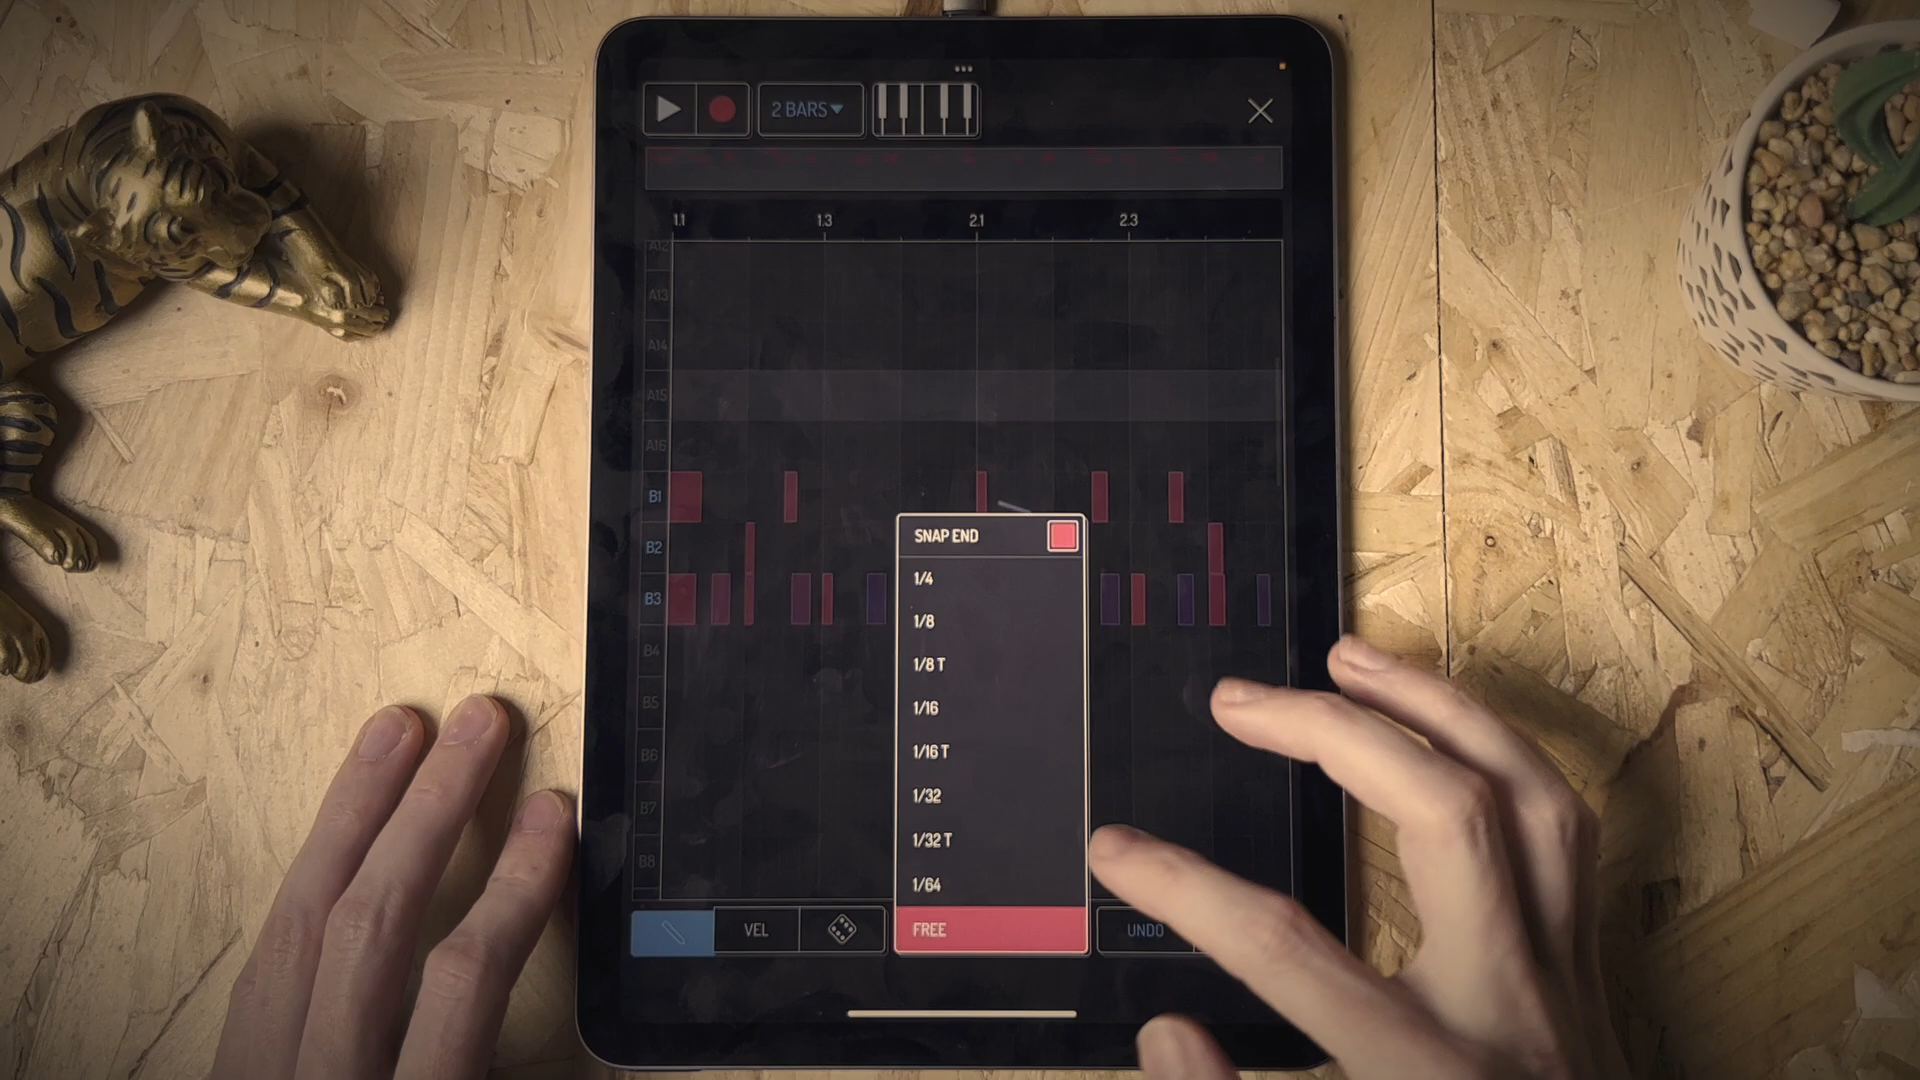 2 BARS
1.1 1.3 2.1 2.3
A12
A13
A14
A15
A16
B1
B2
B3
B4
B5
B6
B7
B8
SNAP END
1/4
1/8
1/8 T
1/16
1/16 T
1/32
1/32 T
1/64
VEL FREE UNDO